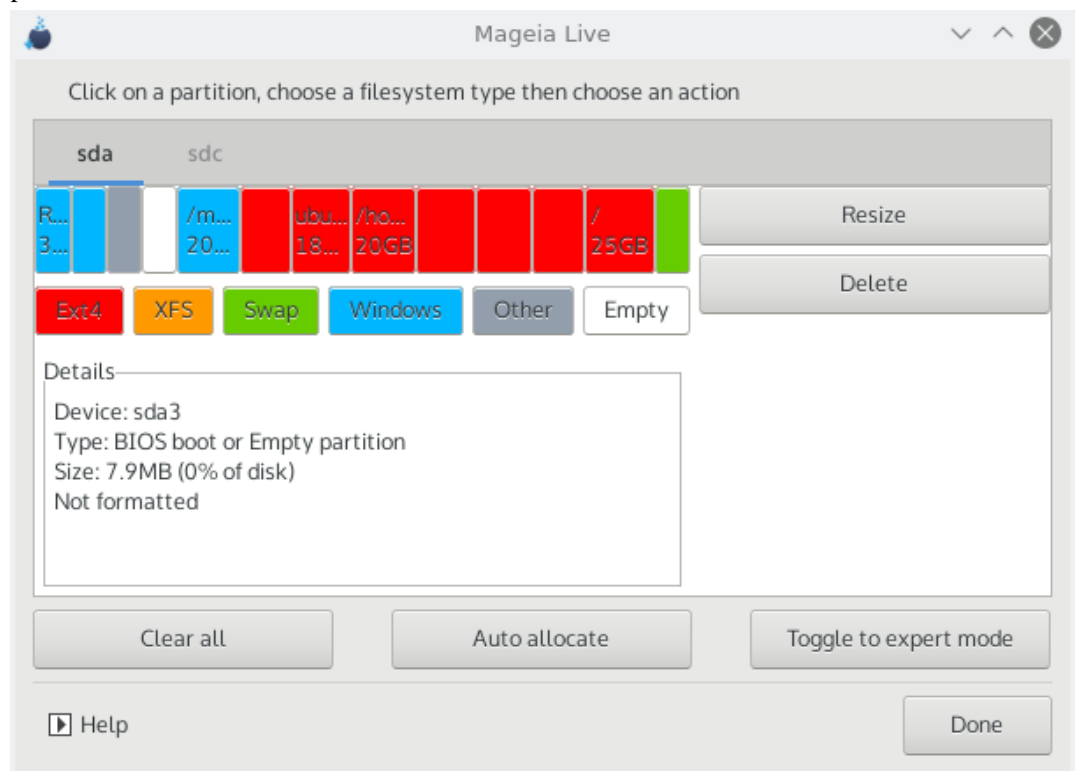 Mageia Live
Click on a partition, choose a filesystem type then choose an action
sda sdc
R... /m... ubu... /ho... /
3... 20... 18... 20GB 25GB
Resize
Delete
Ext4 XFS Swap Windows Other Empty
Details
Device: sda3
Type: BIOS boot or Empty partition
Size: 7.9MB (0% of disk)
Not formatted
Clear all Auto allocate Toggle to expert mode
Help Done